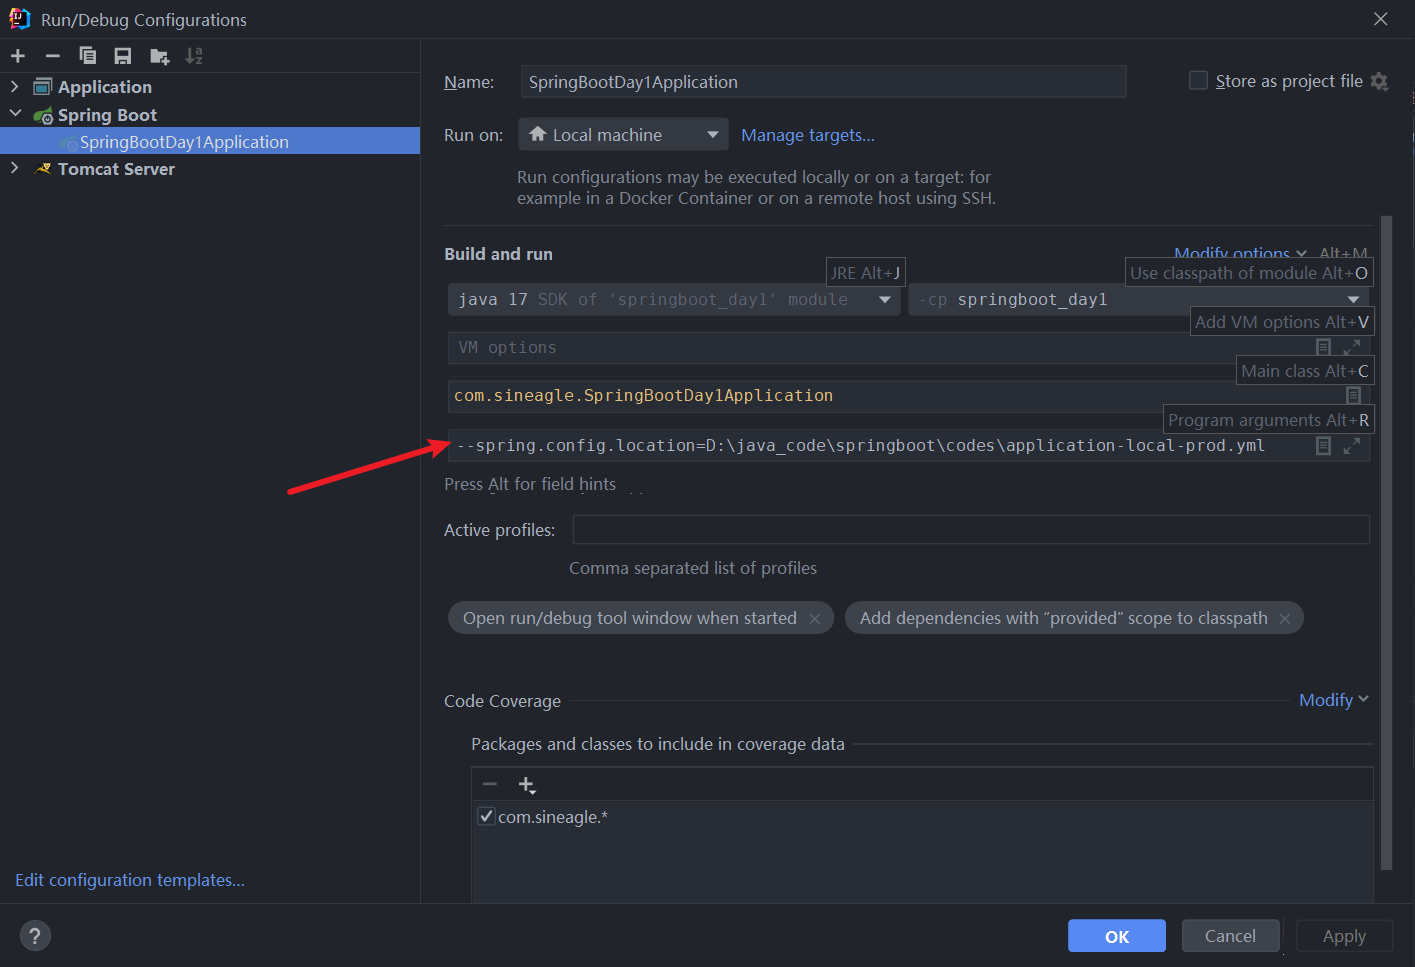 Run/Debug Configurations
Application
Spring Boot
SpringBootDay1Application
Tomcat Server
Edit configuration templates...
Name: SpringBootDay1Application
Store as project file
Run on: Local machine Manage targets...
Run configurations may be executed locally or on a target: for
example in a Docker Container or on a remote host using SSH.
Build and run
Modify options Alt+M
JRE Alt+J
Use classpath of module Alt+O
java 17 SDK of 'springboot_day1' module
-cp springboot_day1
Add VM options Alt+V
VM options
Main class Alt+C
com.sineagle.SpringBootDay1Application
Program arguments Alt+R
--spring.config.location=D:\java_code\springboot\codes\application-local-prod.yml
Press Alt for field hints
Active profiles:
Comma separated list of profiles
Open run/debug tool window when started
Add dependencies with “provided” scope to classpath
Code Coverage
Modify
Packages and classes to include in coverage data
com.sineagle.*
?
OK
Cancel
Apply